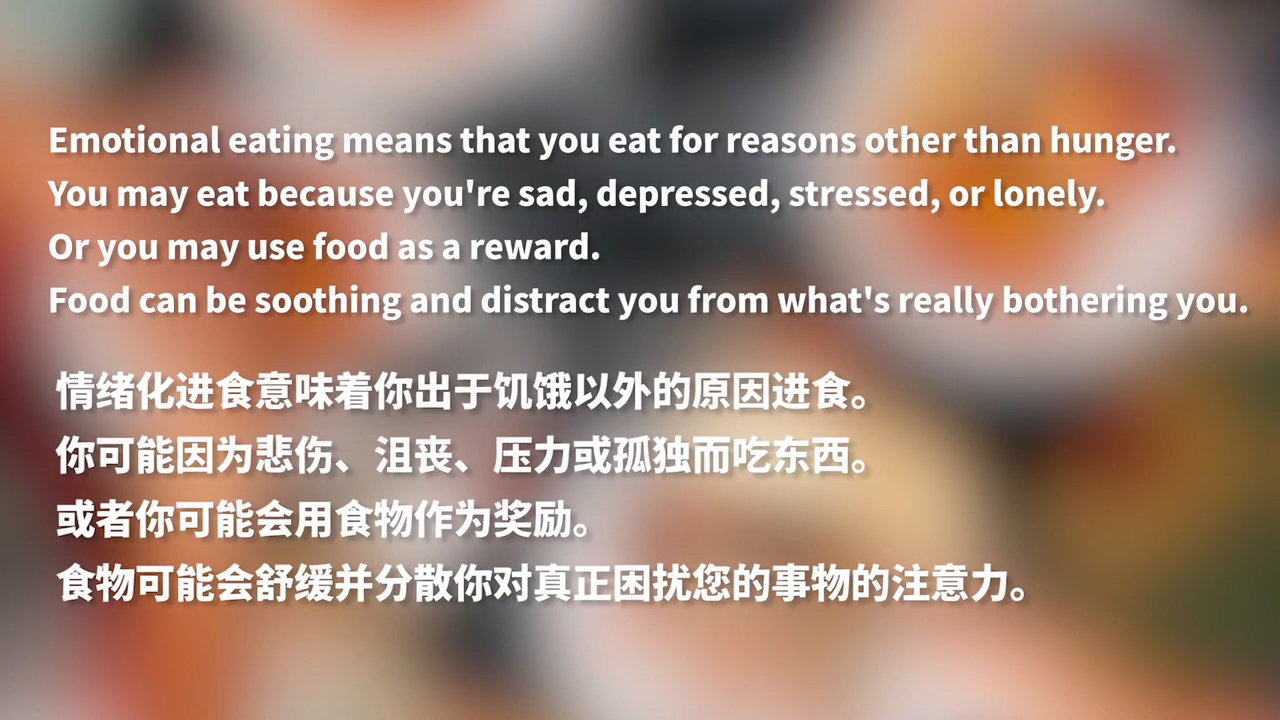 Emotional eating means that you eat for reasons other than hunger.
You may eat because you're sad, depressed, stressed, or lonely.
Or you may use food as a reward.
Food can be soothing and distract you from what's really bothering you.
情绪化进食意味着你出于饥饿以外的原因进食。
你可能因为悲伤、沮丧、压力或孤独而吃东西。
或者你可能会用食物作为奖励。
食物可能会舒缓并分散你对真正困扰您的事物的注意力。